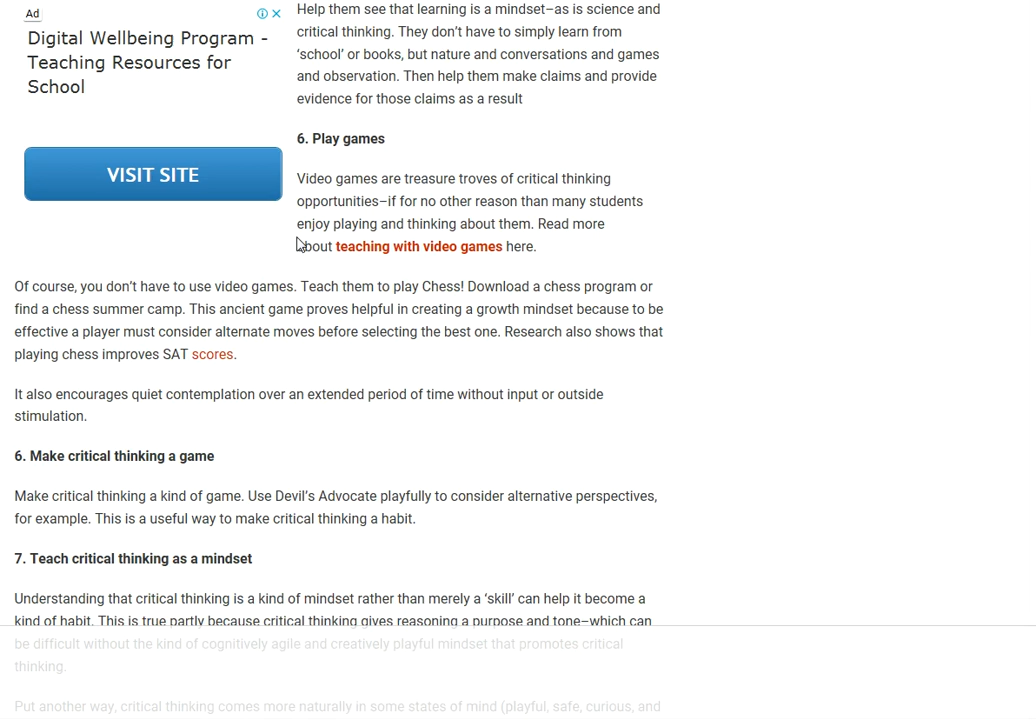 Ad
Digital Wellbeing Program -
Teaching Resources for
School
VISIT SITE
Help them see that learning is a mindset–as is science and
critical thinking. They don’t have to simply learn from
‘school’ or books, but nature and conversations and games
and observation. Then help them make claims and provide
evidence for those claims as a result
6. Play games
Video games are treasure troves of critical thinking
opportunities–if for no other reason than many students
enjoy playing and thinking about them. Read more
about teaching with video games here.
Of course, you don’t have to use video games. Teach them to play Chess! Download a chess program or
find a chess summer camp. This ancient game proves helpful in creating a growth mindset because to be
effective a player must consider alternate moves before selecting the best one. Research also shows that
playing chess improves SAT scores.
It also encourages quiet contemplation over an extended period of time without input or outside
stimulation.
6. Make critical thinking a game
Make critical thinking a kind of game. Use Devil’s Advocate playfully to consider alternative perspectives,
for example. This is a useful way to make critical thinking a habit.
7. Teach critical thinking as a mindset
Understanding that critical thinking is a kind of mindset rather than merely a ‘skill’ can help it become a
kind of habit. This is true partly because critical thinking gives reasoning a purpose and tone–which can
be difficult without the kind of cognitively agile and creatively playful mindset that promotes critical
thinking.
Put another way, critical thinking comes more naturally in some states of mind (playful, safe, curious, and